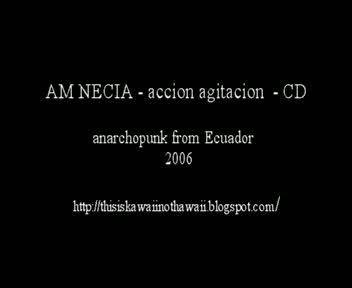 AM NECIA - accion agitacion - CD
anarchopunk from Ecuador
2006
http://thisiskawaiinothawaii.blogspot.com/